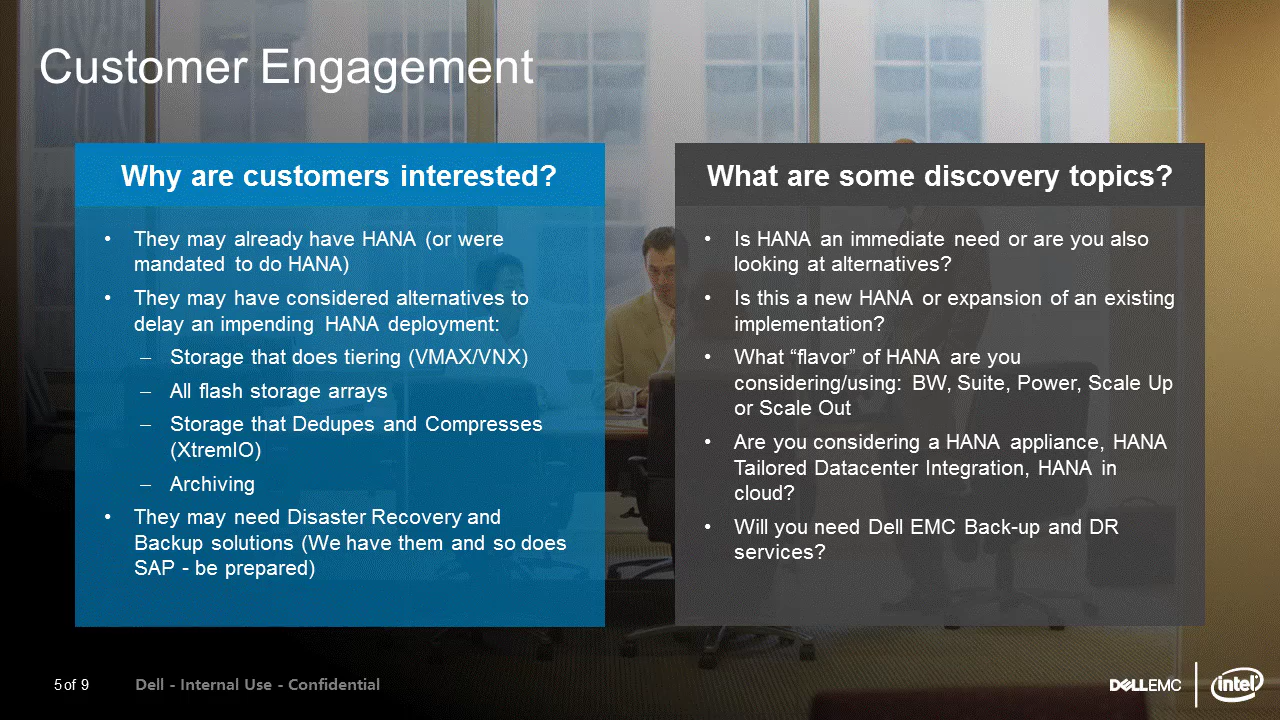 Customer Engagement
Why are customers interested?
• They may already have HANA (or were
mandated to do HANA)
• They may have considered alternatives to
delay an impending HANA deployment:
– Storage that does tiering (VMAX/VNX)
– All flash storage arrays
– Storage that Dedupes and Compresses
(XtremIO)
– Archiving
• They may need Disaster Recovery and
Backup solutions (We have them and so does
SAP - be prepared)
What are some discovery topics?
• Is HANA an immediate need or are you also
looking at alternatives?
• Is this a new HANA or expansion of an existing
implementation?
• What “flavor” of HANA are you
considering/using: BW, Suite, Power, Scale Up
or Scale Out
• Are you considering a HANA appliance, HANA
Tailored Datacenter Integration, HANA in
cloud?
• Will you need Dell EMC Back-up and DR
services?
5 of 9
Dell - Internal Use - Confidential
DELLEMC
intel